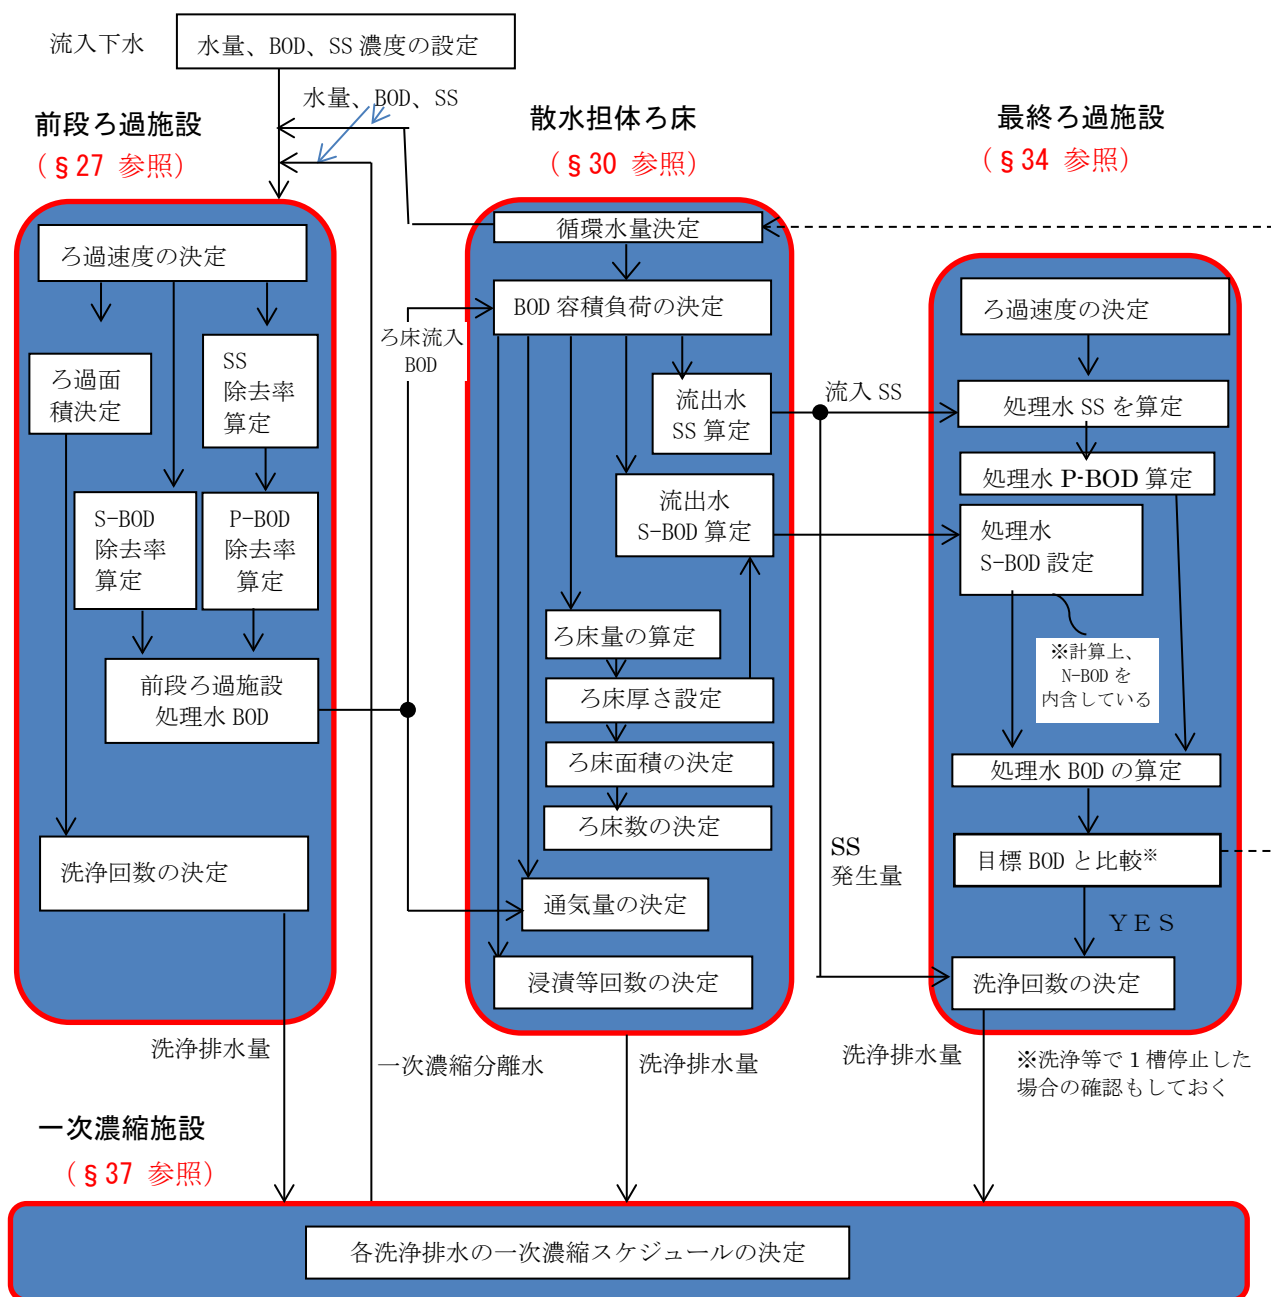 流入下水
水量、BOD、SS 濃度の設定
水量、BOD、SS
前段ろ過施設
（§27 参照）
散水担体ろ床
（§30 参照）
最終ろ過施設
（§34 参照）
ろ過速度の決定
ろ過面
積決定
SS
除去率
算定
S-BOD
除去率
算定
P-BOD
除去率
算定
前段ろ過施設
処理水 BOD
洗浄回数の決定
洗浄排水量
循環水量決定
BOD 容積負荷の決定
ろ床流入
BOD
流出水
SS 算定
流出水
S-BOD 算定
ろ床量の算定
ろ床厚さ設定
ろ床面積の決定
ろ床数の決定
通気量の決定
浸漬等回数の決定
一次濃縮分離水
洗浄排水量
流入 SS
SS
発生量
ろ過速度の決定
処理水 SS を算定
処理水 P-BOD 算定
処理水
S-BOD 設定
※計算上、
N-BOD を
内含している
処理水 BOD の算定
目標 BOD と比較※
ＹＥＳ
洗浄回数の決定
洗浄排水量
※洗浄等で 1 槽停止した
場合の確認もしておく
一次濃縮施設
（§37 参照）
各洗浄排水の一次濃縮スケジュールの決定